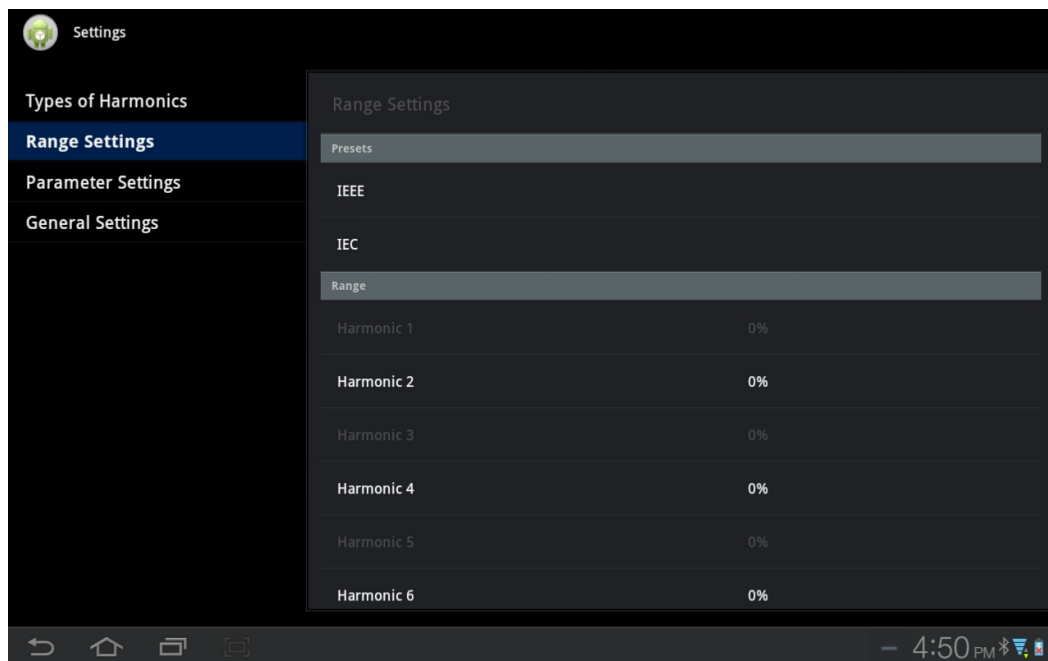 Settings
Types of Harmonics
Range Settings
Parameter Settings
General Settings
Range Settings
Presets
IEEE
IEC
Range
Harmonic 1 0%
Harmonic 2 0%
Harmonic 3 0%
Harmonic 4 0%
Harmonic 5 0%
Harmonic 6 0%
4:50 PM